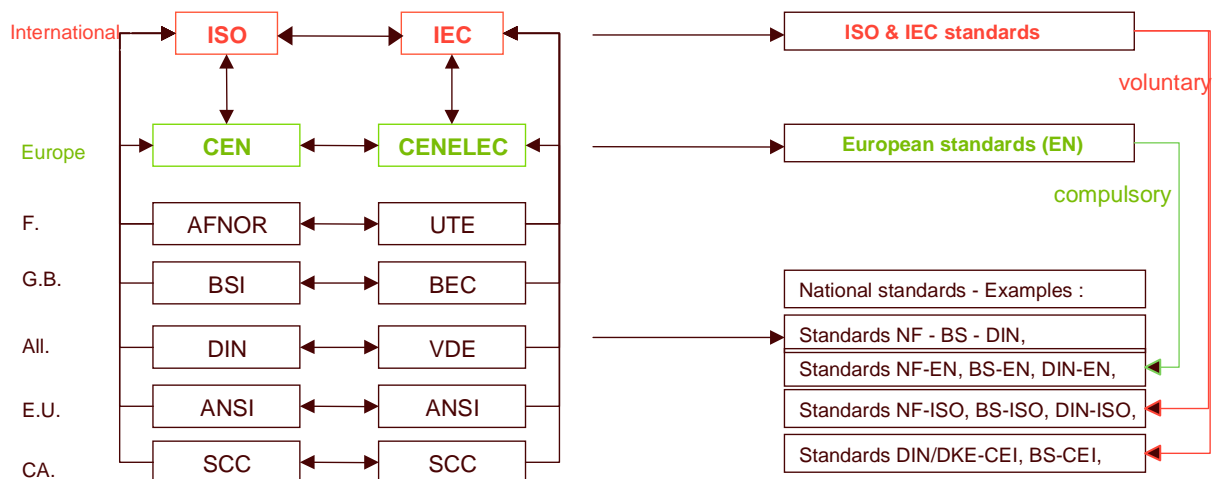 International
ISO
IEC
ISO & IEC standards
voluntary
Europe
CEN
CENELEC
European standards (EN)
compulsory
F.
AFNOR
UTE
G.B.
BSI
BEC
National standards - Examples :
All.
DIN
VDE
Standards NF - BS - DIN,
Standards NF-EN, BS-EN, DIN-EN,
E.U.
ANSI
ANSI
Standards NF-ISO, BS-ISO, DIN-ISO,
CA.
SCC
SCC
Standards DIN/DKE-CEI, BS-CEI,